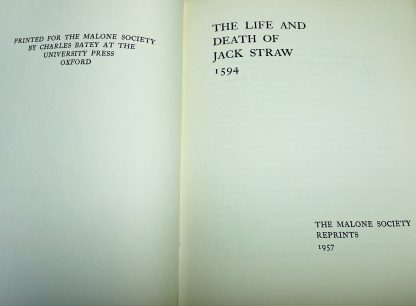 PRINTED FOR THE MALONE SOCIETY
BY CHARLES BATEY AT THE
UNIVERSITY PRESS
OXFORD
THE LIFE AND
DEATH OF
JACK STRAW
1594
THE MALONE SOCIETY
REPRINTS
1957